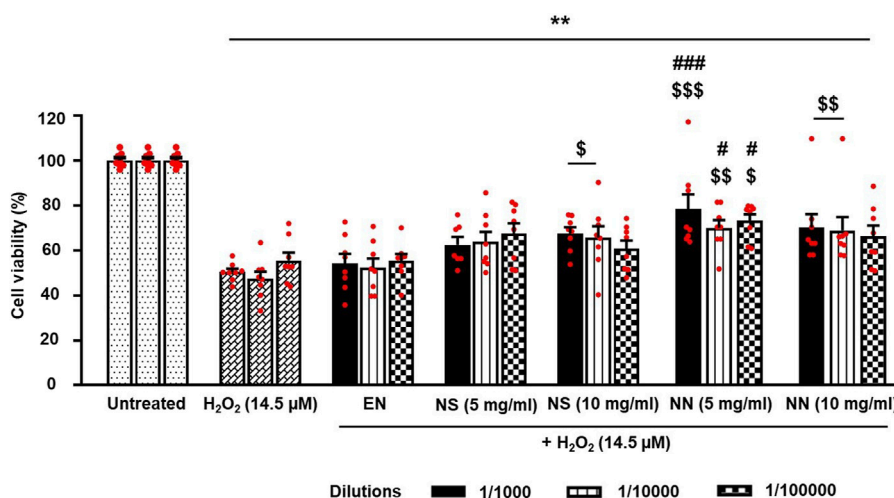 **
###
$$$
$$
#
#
$
$$
$
120
100
80
60
40
20
0
Cell viability (%)
Untreated
H₂O₂ (14.5 µM)
EN
NS (5 mg/ml)
NS (10 mg/ml)
NN (5 mg/ml)
NN (10 mg/ml)
+ H₂O₂ (14.5 µM)
Dilutions 1/1000 1/10000 1/100000